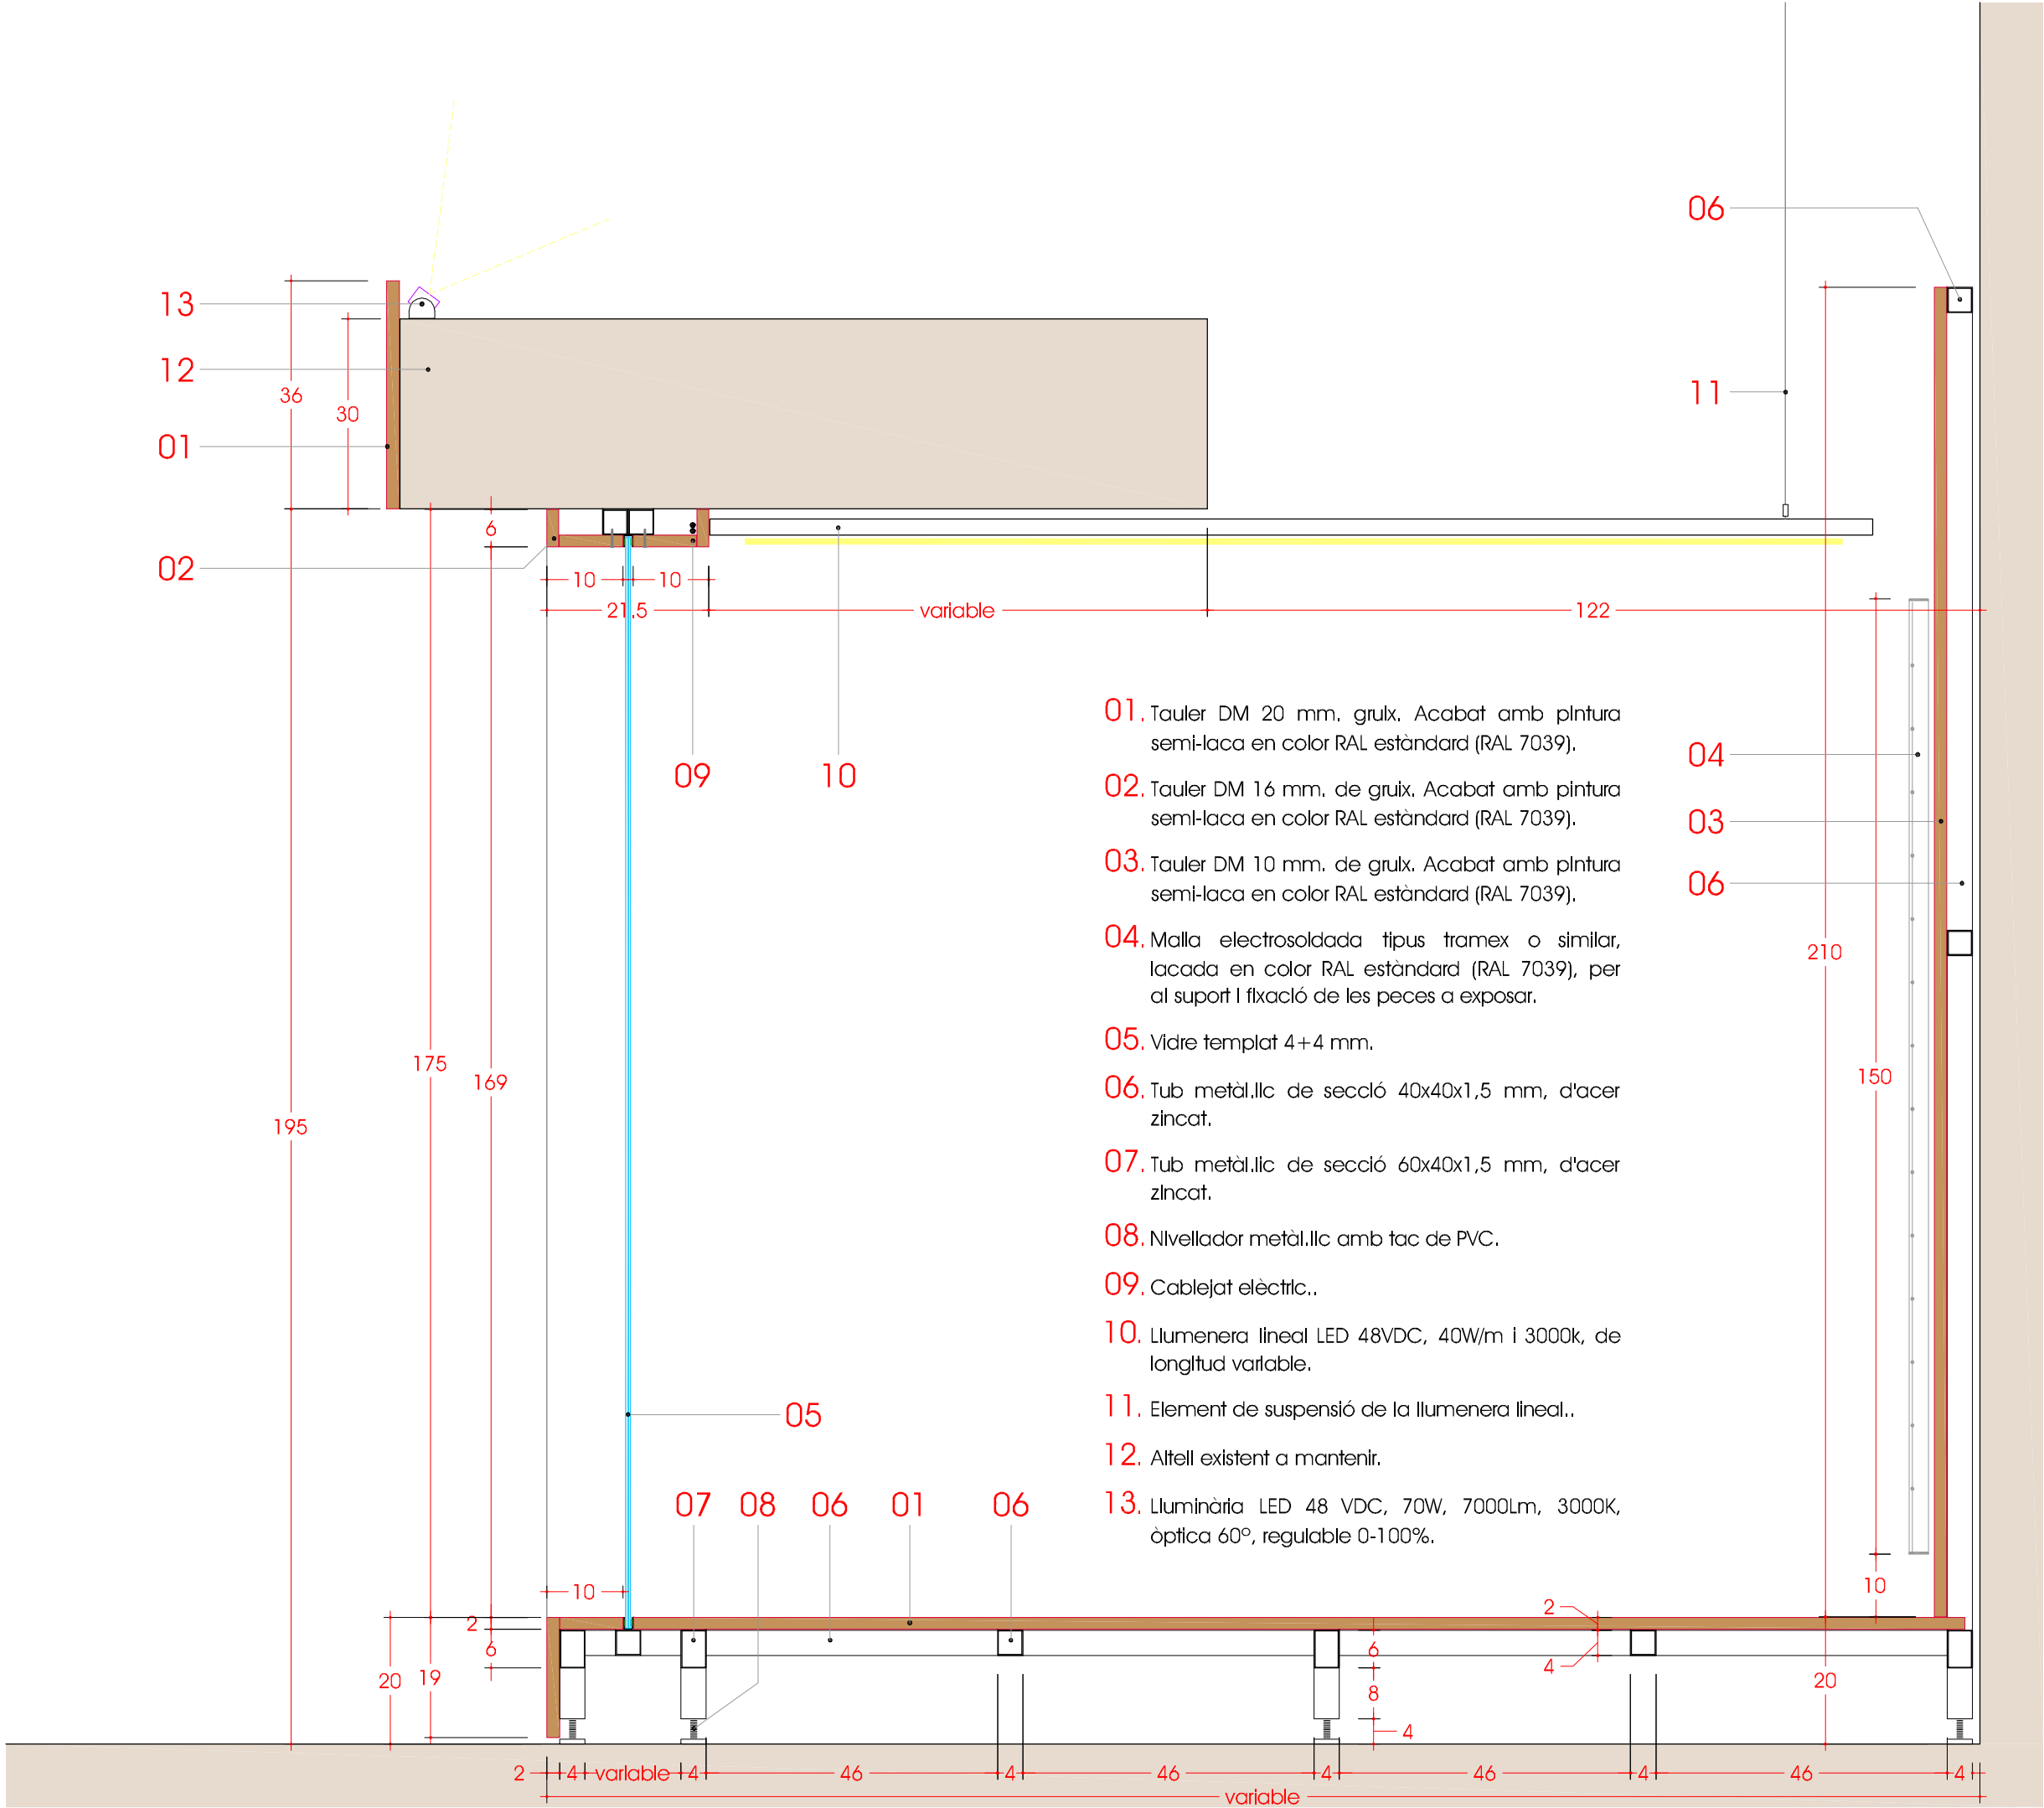 06
13
12
36
30
11
01
6
02
10
10
21,5
variable
122
09
10
01. Tauler DM 20 mm. gruix. Acabat amb pintura
semi-laca en color RAL estàndard (RAL 7039).
02. Tauler DM 16 mm. de gruix. Acabat amb pintura
semi-laca en color RAL estàndard (RAL 7039).
03. Tauler DM 10 mm. de gruix. Acabat amb pintura
semi-laca en color RAL estàndard (RAL 7039).
04. Malla electrosoldada tipus tramex o similar,
lacada en color RAL estàndard (RAL 7039), per
al suport i fixació de les peces a exposar.
05. Vidre templat 4+4 mm.
06. Tub metàl.lic de secció 40x40x1,5 mm, d'acer
zincat.
07. Tub metàl.lic de secció 60x40x1,5 mm, d'acer
zincat.
08. Nivellador metàl.lic amb tac de PVC.
09. Cablejat elèctric..
10. Llumenera lineal LED 48VDC, 40W/m i 3000k, de
longitud variable.
11. Element de suspensió de la llumenera lineal..
12. Altell existent a mantenir.
13. Lluminària LED 48 VDC, 70W, 7000Lm, 3000K,
òptica 60º, regulable 0-100%.
04
03
06
210
150
175
169
195
05
07
08
06
01
06
10
10
2
6
20
19
2
4
6
8
4
20
2
4
variable
4
46
4
46
4
46
4
46
4
variable